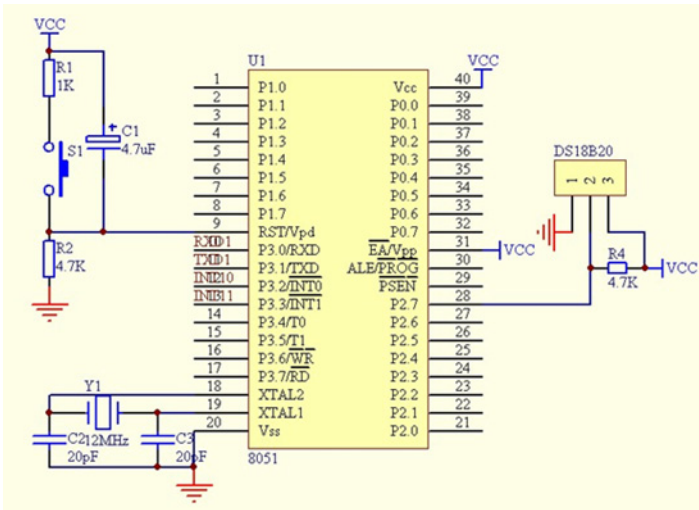 VCC
R1
1K
S1
C1
4.7uF
R2
4.7K
U1
1 P1.0
2 P1.1
3 P1.2
4 P1.3
5 P1.4
6 P1.5
7 P1.6
8 P1.7
9 RST/Vpd
P3.0/RXD
P3.1/TXD
P3.2/INT0
P3.3/INT1
14 P3.4/T0
15 P3.5/T1
16 P3.6/WR
17 P3.7/RD
18 XTAL2
19 XTAL1
20 Vss
Vcc 40
P0.0 39
P0.1 38
P0.2 37
P0.3 36
P0.4 35
P0.5 34
P0.6 33
P0.7 32
EA/Vpp 31
ALE/PROG 30
PSEN 29
P2.7 28
P2.6 27
P2.5 26
P2.4 25
P2.3 24
P2.2 23
P2.1 22
P2.0 21
8051
VCC
VCC
DS18B20
1 2 3
R4
4.7K
VCC
Y1
12MHz
C2
20pF
C3
20pF